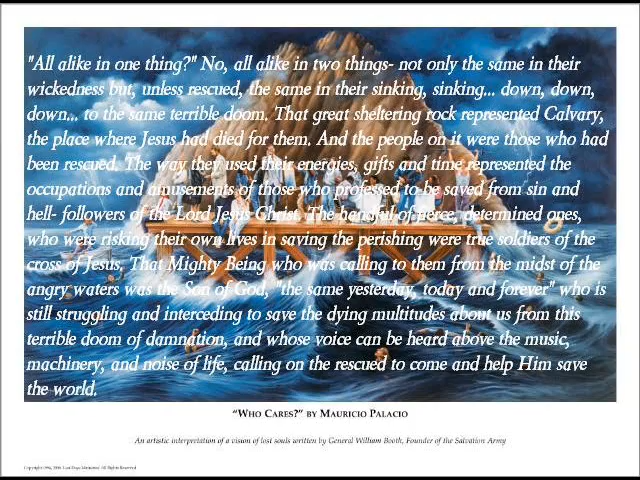 "All alike in one thing?" No, all alike in two things- not only the same in their
wickedness but, unless rescued, the same in their sinking, sinking... down, down,
down... to the same terrible doom. That great sheltering rock represented Calvary,
the place where Jesus had died for them. And the people on it were those who had
been rescued. The way they used their energies, gifts and time represented the
occupations and amusements of those who professed to be saved from sin and
hell- followers of the Lord Jesus Christ. The handful of fierce, determined ones,
who were risking their own lives in saving the perishing were true soldiers of the
cross of Jesus. That Mighty Being who was calling to them from the midst of the
angry waters was the Son of God, "the same yesterday, today and forever" who is
still struggling and interceding to save the dying multitudes about us from this
terrible doom of damnation, and whose voice can be heard above the music,
machinery, and noise of life, calling on the rescued to come and help Him save
the world.
"Who Cares?" by Mauricio Palacio
An artistic interpretation of a vision of lost souls written by General William Booth, Founder of the Salvation Army
Copyright 1996, 2006 Last Days Ministries All Rights Reserved